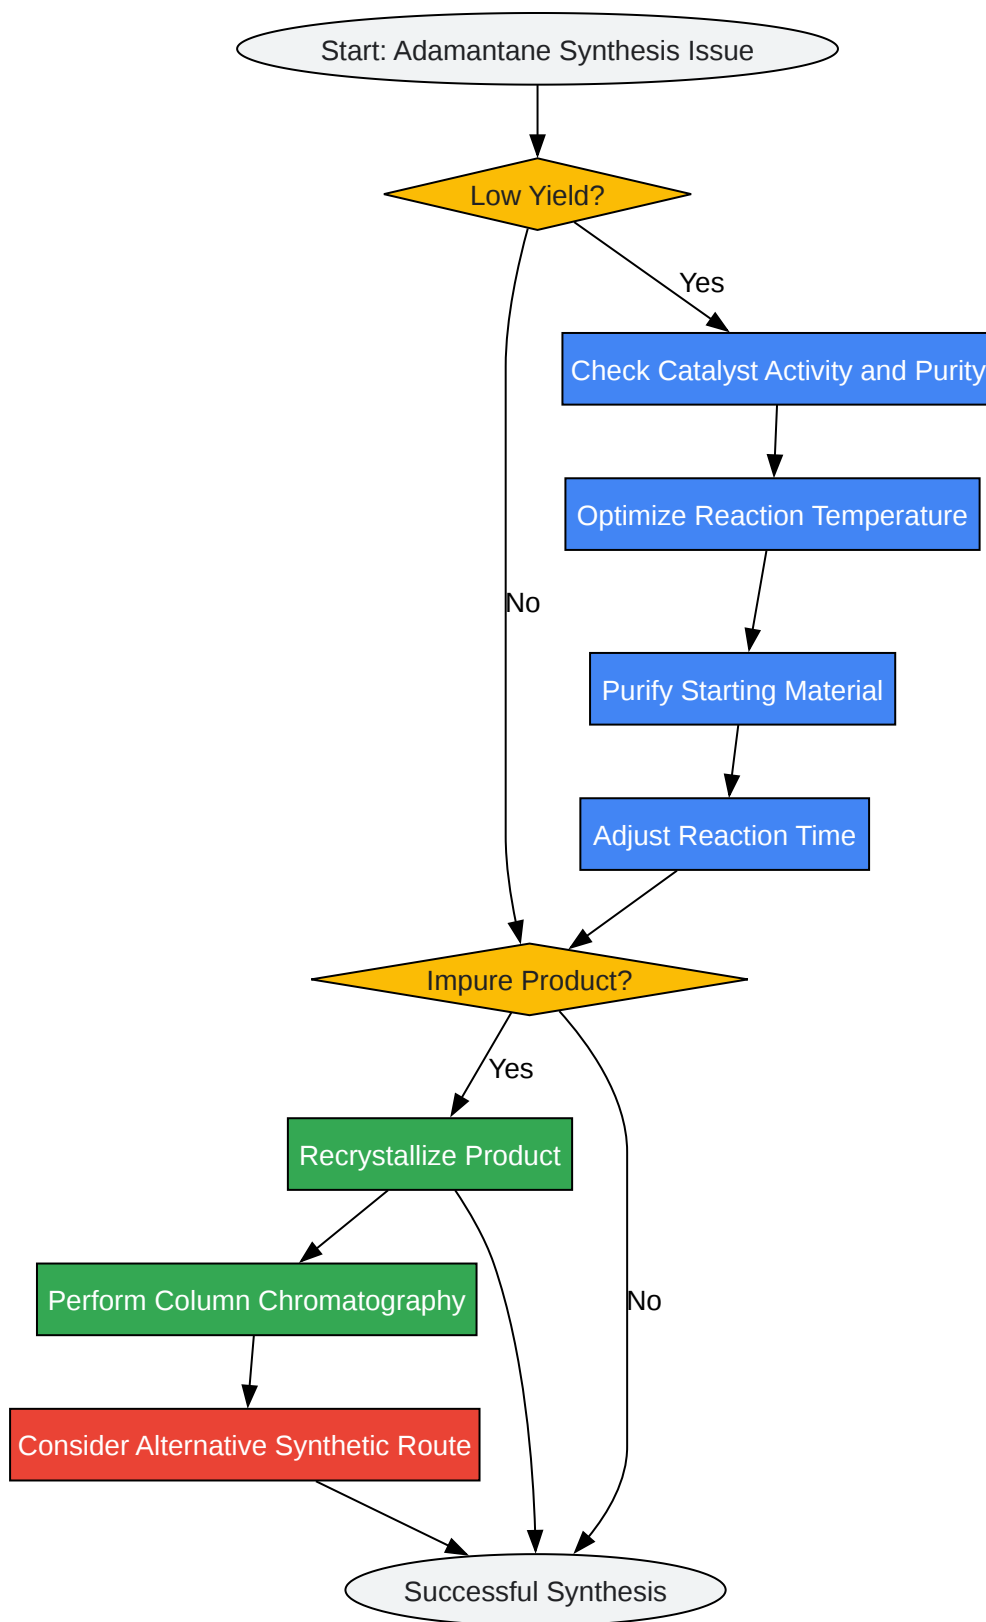 Start: Adamantane Synthesis Issue
Low Yield?
Yes
Check Catalyst Activity and Purity
Optimize Reaction Temperature
No
Purify Starting Material
Adjust Reaction Time
Impure Product?
Yes
Recrystallize Product
Perform Column Chromatography
No
Consider Alternative Synthetic Route
Successful Synthesis